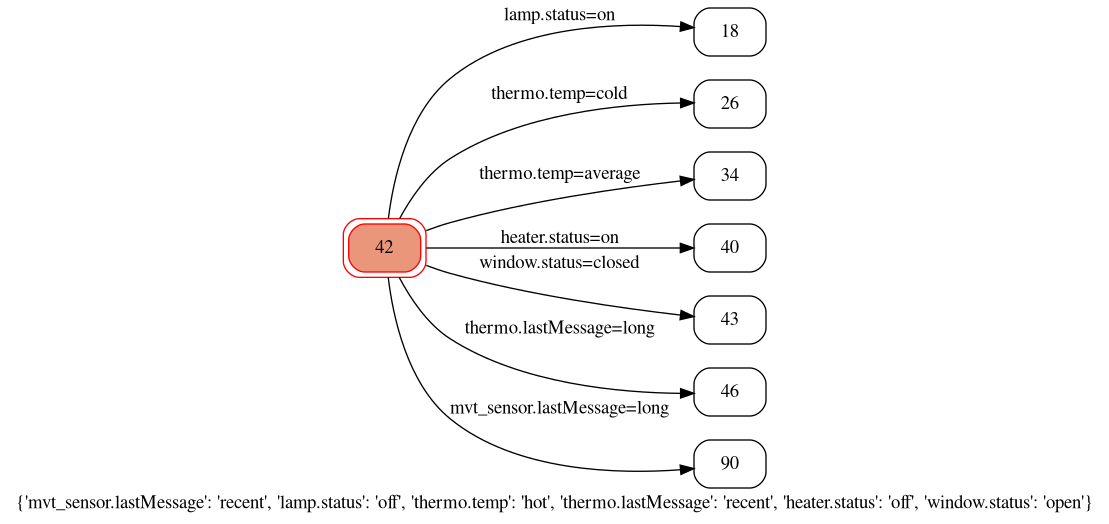 lamp.status=on
18
thermo.temp=cold
26
thermo.temp=average
34
42
heater.status=on
40
window.status=closed
43
thermo.lastMessage=long
46
mvt_sensor.lastMessage=long
90
{'mvt_sensor.lastMessage': 'recent', 'lamp.status': 'off', 'thermo.temp': 'hot', 'thermo.lastMessage': 'recent', 'heater.status': 'off', 'window.status': 'open'}